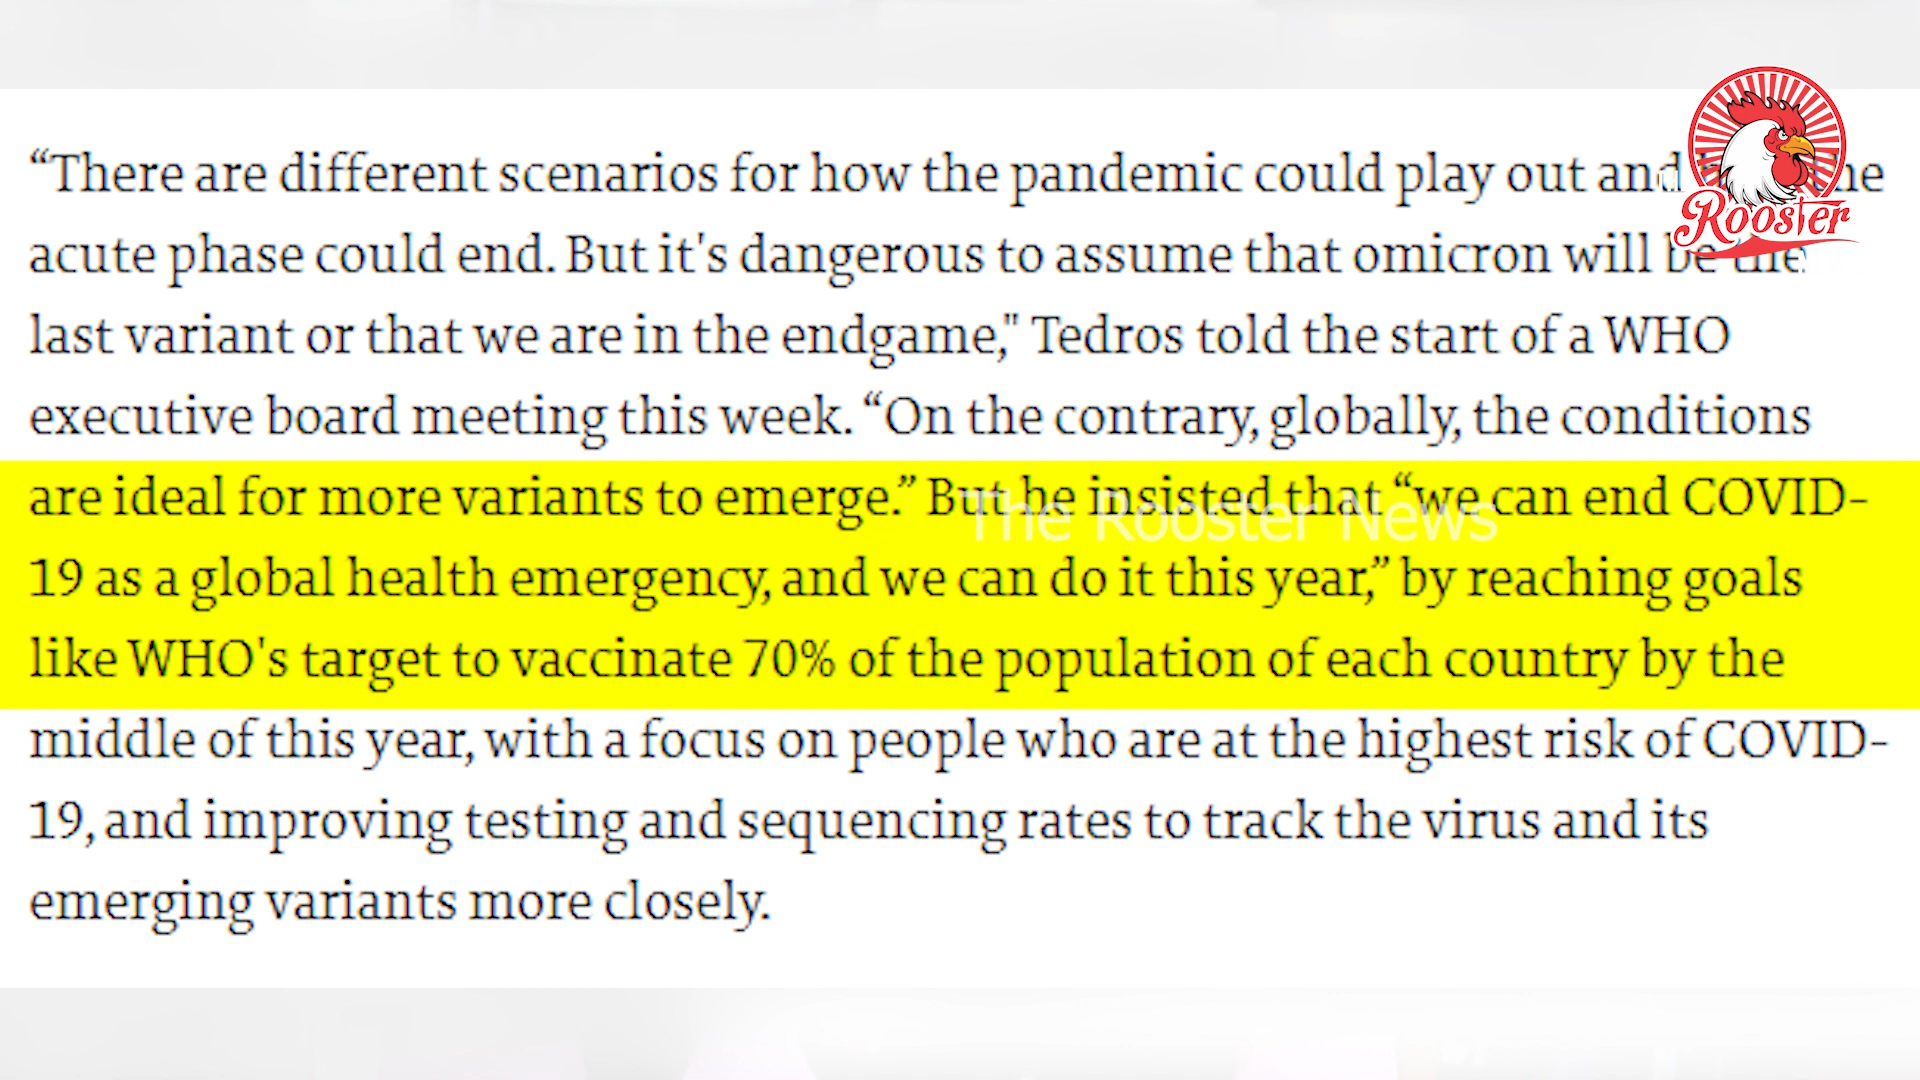 “There are different scenarios for how the pandemic could play out and he
acute phase could end. But it's dangerous to assume that omicron will be the
last variant or that we are in the endgame," Tedros told the start of a WHO
executive board meeting this week. “On the contrary, globally, the conditions
are ideal for more variants to emerge.” But he insisted that “we can end COVID-
19 as a global health emergency, and we can do it this year,” by reaching goals
like WHO's target to vaccinate 70% of the population of each country by the
middle of this year, with a focus on people who are at the highest risk of COVID-
19, and improving testing and sequencing rates to track the virus and its
emerging variants more closely.
Rooster
The Rooster News